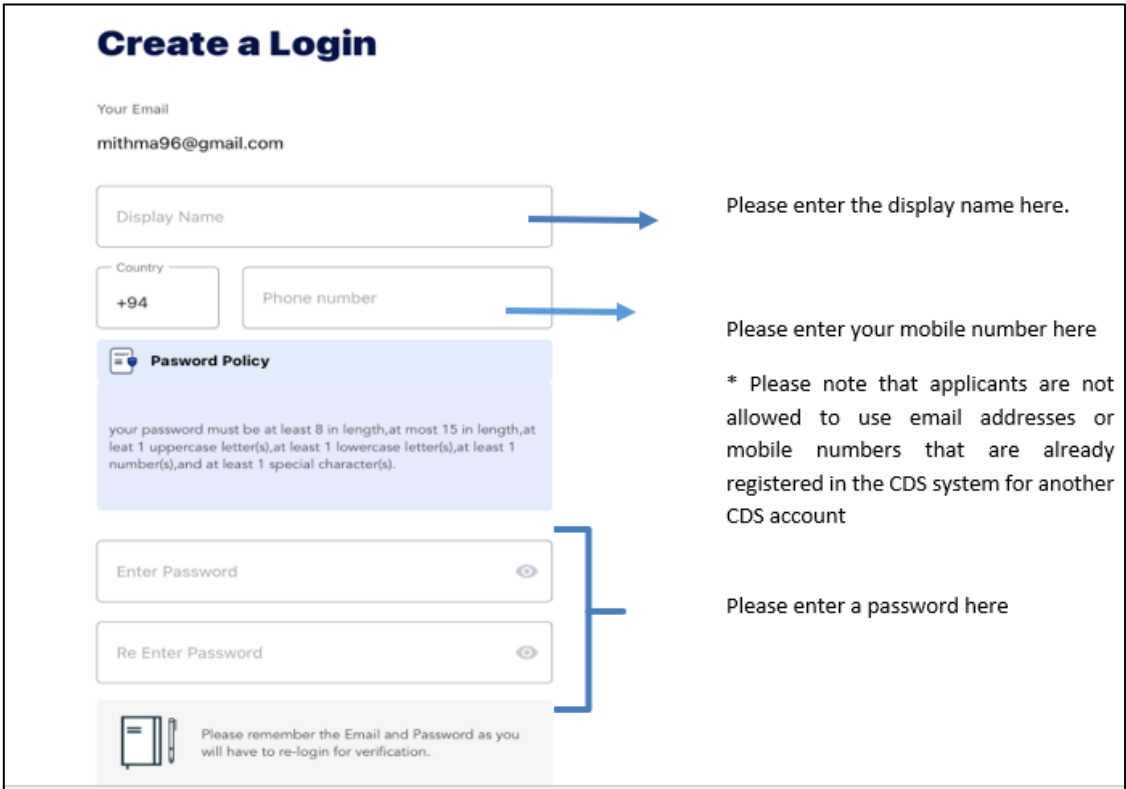 Create a Login
Your Email
mithma96@gmail.com
Display Name
Please enter the display name here.
Country
+94
Phone number
Please enter your mobile number here
* Please note that applicants are not
allowed to use email addresses or
mobile numbers that are already
registered in the CDS system for another
CDS account
Pasword Policy
your password must be at least 8 in length,at most 15 in length,at
leat 1 uppercase letter(s),at least 1 lowercase letter(s),at least 1
number(s),and at least 1 special character(s).
Enter Password
Re Enter Password
Please enter a password here
Please remember the Email and Password as you
will have to re-login for verification.